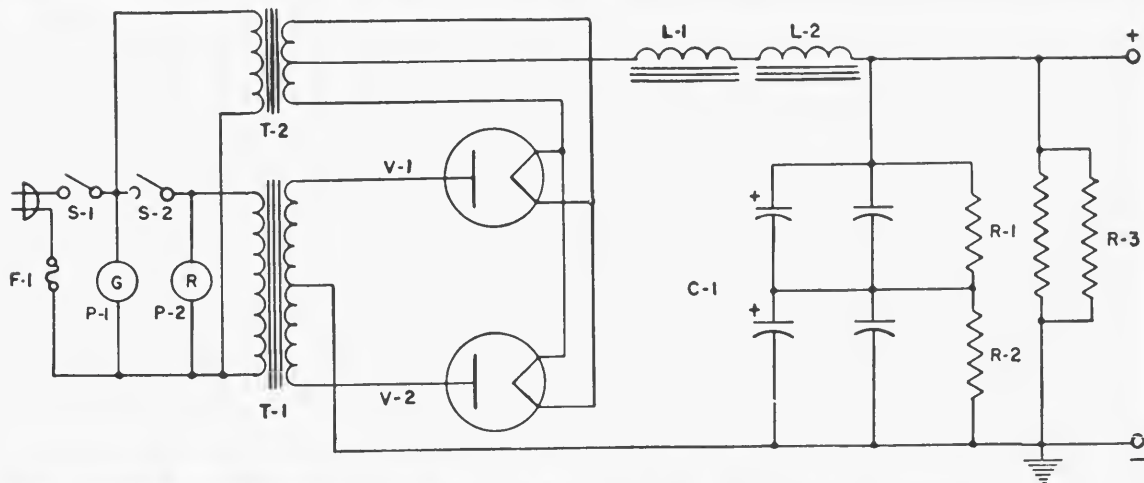 L-1
L-2
+
T-2
V-1
S-1
S-2
+
R-1
R-3
F-1
G
R
C-1
P-1
P-2
+
R-2
V-2
T-1
−